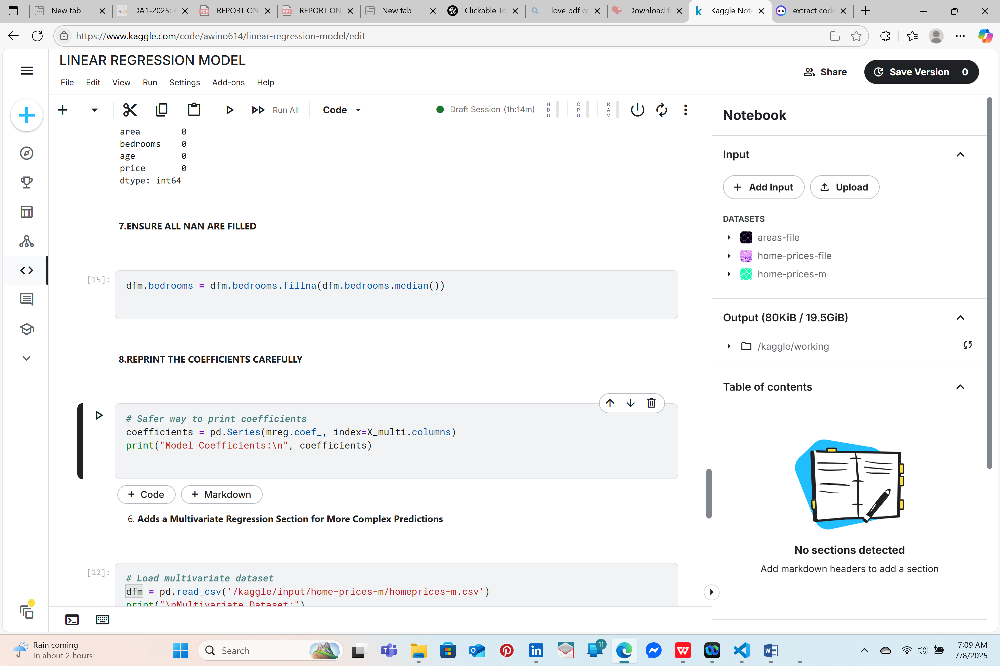 New tab
DA1-2025: A
REPORT ON
REPORT ON
New tab
Clickable To
i love pdf co
Download f
Kaggle Note
extract code
https://www.kaggle.com/code/awino614/linear-regression-model/edit
LINEAR REGRESSION MODEL
File Edit View Run Settings Add-ons Help
Share
Save Version 0
Run All
Code
Draft Session (1h:14m)
HDD
CPU
RAM
area 0
bedrooms 0
age 0
price 0
dtype: int64
7.ENSURE ALL NAN ARE FILLED
[15]:
dfm.bedrooms = dfm.bedrooms.fillna(dfm.bedrooms.median())
8.REPRINT THE COEFFICIENTS CAREFULLY
# Safer way to print coefficients
coefficients = pd.Series(mreg.coef_, index=X_multi.columns)
print("Model Coefficients:\n", coefficients)
+ Code
+ Markdown
6. Adds a Multivariate Regression Section for More Complex Predictions
[12]:
# Load multivariate dataset
dfm = pd.read_csv('/kaggle/input/home-prices-m/homeprices-m.csv')
print("\nMultivariate Dataset:")
Notebook
Input
+ Add Input
Upload
DATASETS
areas-file
home-prices-file
home-prices-m
Output (80KiB / 19.5GiB)
/kaggle/working
Table of contents
No sections detected
Add markdown headers to add a section
1
Rain coming
In about 2 hours
Search
11
7:09 AM
7/8/2025